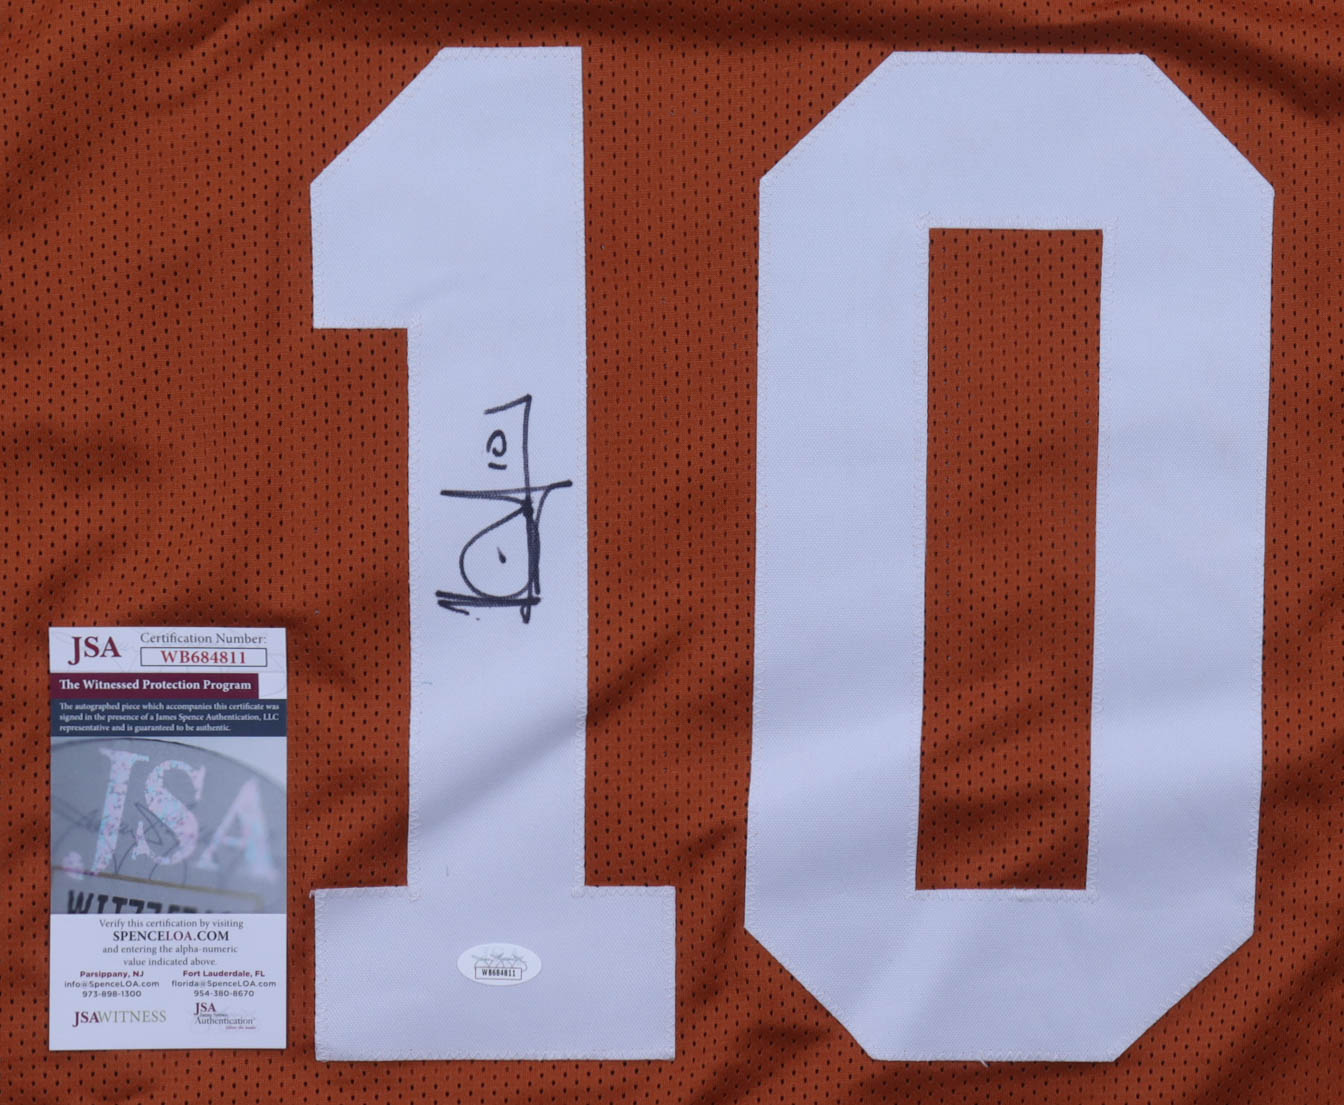 10
10
JSA
Certification Number:
WB684811
The Witnessed Protection Program
The autographed piece which accompanies this certificate was
signed in the presence of a James Spence Authentication, LLC
representative and is guaranteed to be authentic.
JSA
Verify this certification by visiting
SPENCELOA.COM
and entering the alpha-numeric
value indicated above.
Parsippany, NJ
info@SpenceLOA.com
973-898-1300
Fort Lauderdale, FL
florida@SpenceLOA.com
954-380-8670
JSAWITNESS
JSA
Authentication
WB684811